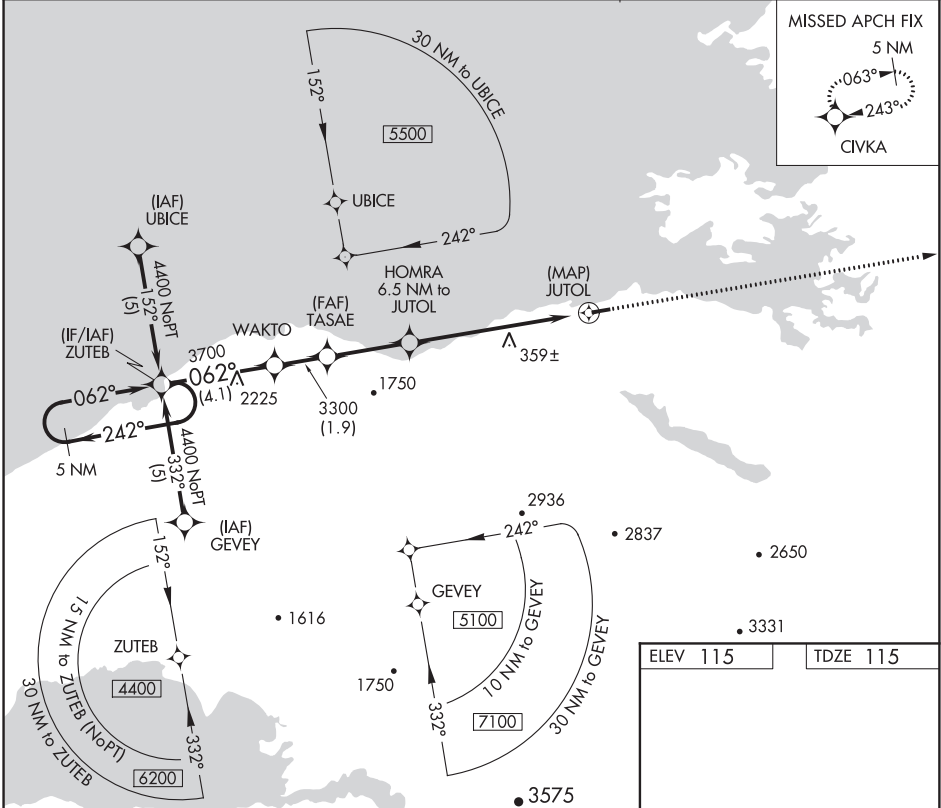 MISSED APCH FIX
5 NM
063°
243°
CIVKA
30 NM to UBICE
152°
5500
UBICE
242°
(IAF)
UBICE
4400 NoPT
152°
(5)
HOMRA
6.5 NM to
JUTOL
(MAP)
JUTOL
(FAF)
TASAE
WAKTO
(IF/IAF)
ZUTEB
3700
062°
(4.1)
2225
359±
1750
3300
(1.9)
062°
242°
5 NM
4400 NoPT
332°
(5)
(IAF)
GEVEY
2936
242°
2837
2650
152°
GEVEY
5100
10 NM to GEVEY
30 NM to GEVEY
1616
ZUTEB
15 NM to ZUTEB (NoPT)
30 NM to ZUTEB
4400
1750
332°
7100
3331
332°
6200
3575
ELEV 115
TDZE 115